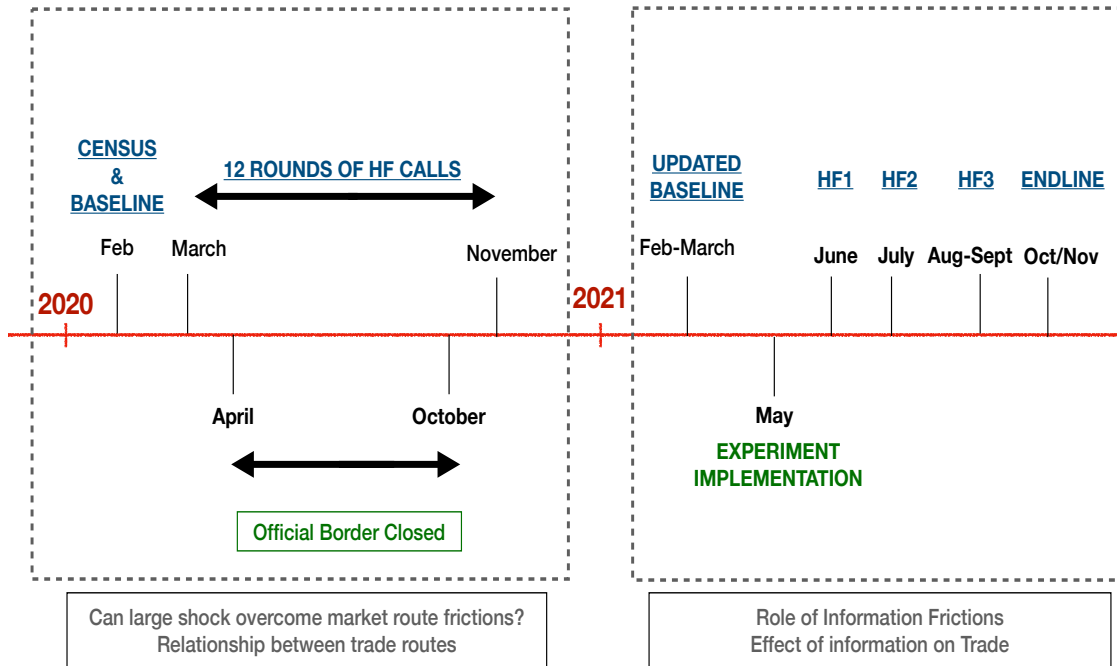 CENSUS
&
BASELINE
12 ROUNDS OF HF CALLS
Feb
March
November
2020
April
October
Official Border Closed
Can large shock overcome market route frictions?
Relationship between trade routes
2021
UPDATED
BASELINE
HF1
HF2
HF3
ENDLINE
Feb-March
June
July
Aug-Sept
Oct/Nov
May
EXPERIMENT
IMPLEMENTATION
Role of Information Frictions
Effect of information on Trade